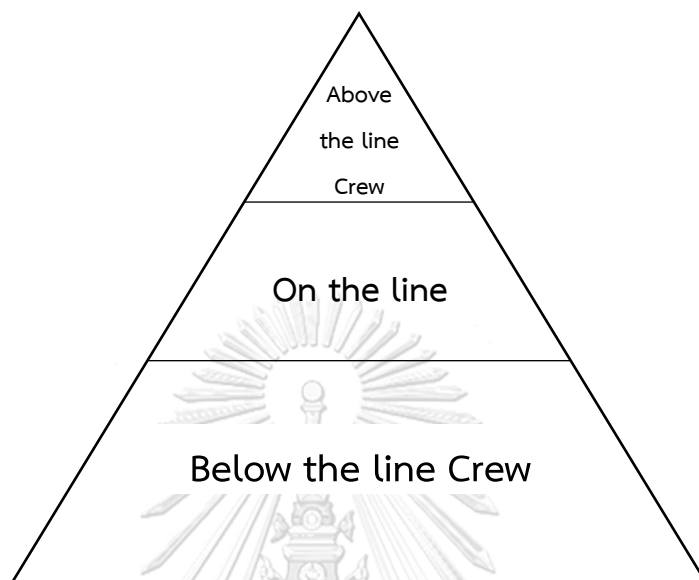 Above
the line
Crew
On the line
Below the line Crew